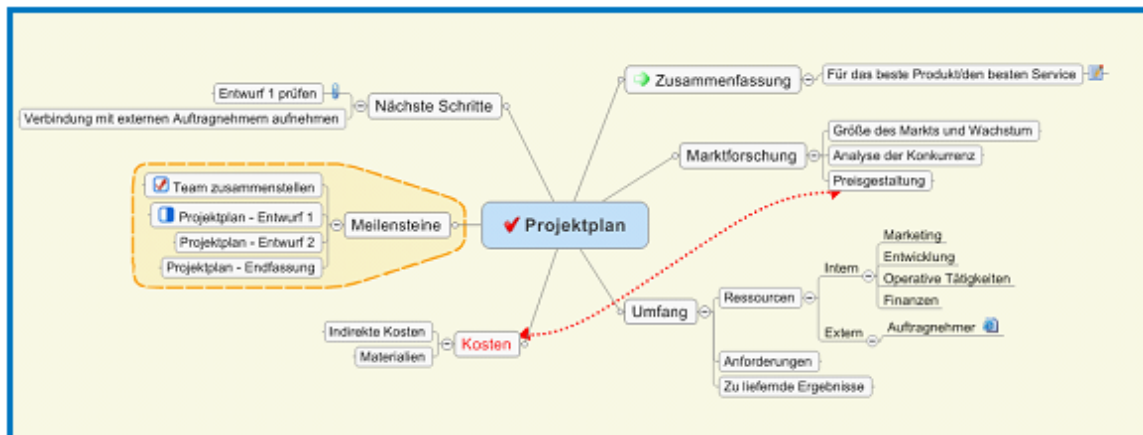 Projektplan
Zusammenfassung
Für das beste Produkt/den besten Service
Marktforschung
Größe des Markts und Wachstum
Analyse der Konkurrenz
Preisgestaltung
Umfang
Ressourcen
Intern
Marketing
Entwicklung
Operative Tätigkeiten
Finanzen
Extern
Auftragnehmer
Anforderungen
Zu liefernde Ergebnisse
Nächste Schritte
Entwurf 1 prüfen
Verbindung mit externen Auftragnehmern aufnehmen
Meilensteine
Team zusammenstellen
Projektplan - Entwurf 1
Projektplan - Entwurf 2
Projektplan - Endfassung
Kosten
Indirekte Kosten
Materialien